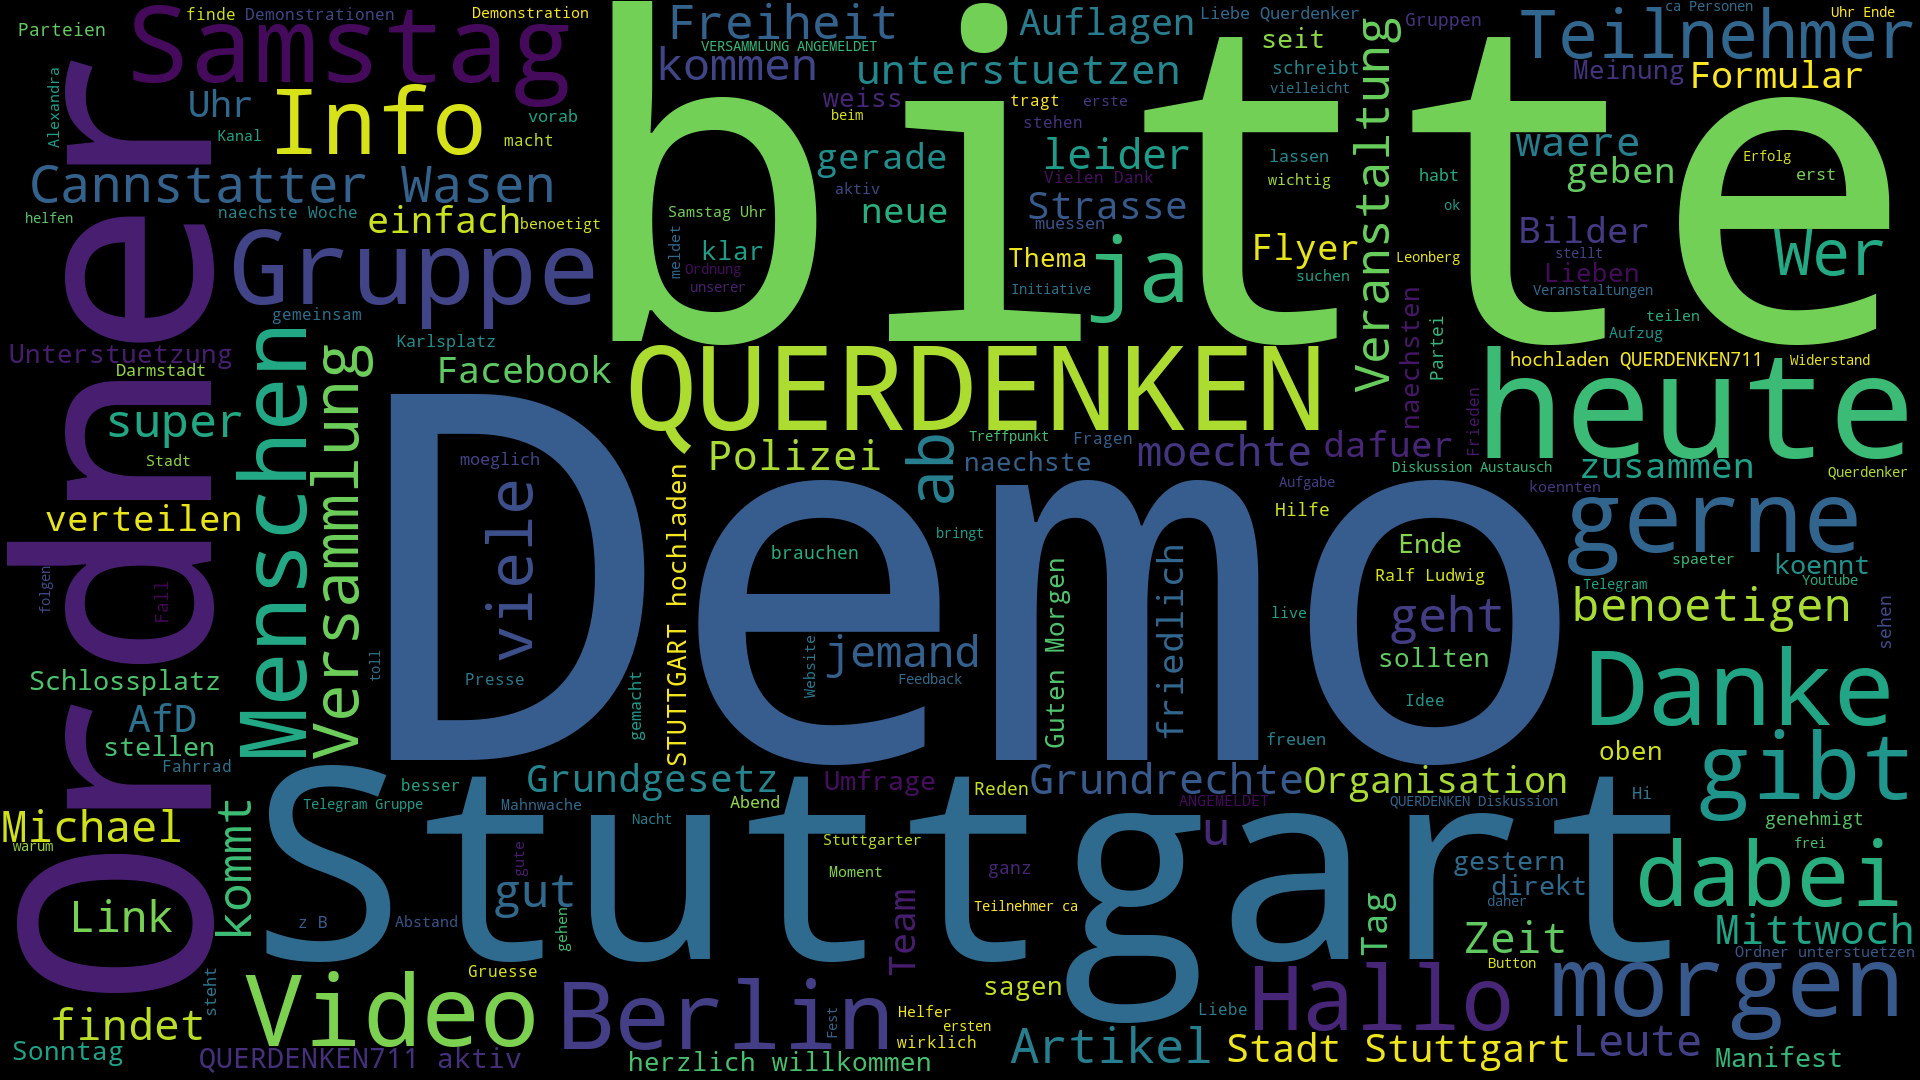 finde
Demonstrationen
Demonstration
Parteien
Samstag
bitte
Freiheit
VERSAMMLUNG ANGEMELDET
kommen
Auflagen
unterstuetzen
Liebe Querdenker
seit
schreibt
vielleicht
Gruppen
ca Personen
Uhr Ende
Teilnehmer
Meinung
Formular
Alexandra
Uhr
Info
Kanal
vorab
macht
weiss
beim
tragt
erste
stehen
Veranstaltung
gerade
leider
Vielen Dank
lassen
wichtig
waere
Erfolg
geben
erst
habt
ok
Cannstatter Wasen
helfen
naechste Woche
einfach
benoetigt
aktiv
neue
Strasse
muessen
Samstag Uhr
meldet
klar
Ordnung
unserer
Thema
ja
Initiative
Flyer
suchen
Leonberg
Bilder
stellt
Lieben
Wer
Veranstaltungen
teilen
Aufzug
Ordner
Gruppe
gemeinsam
Karlsplatz
Unterstuetzung
Darmstadt
Menschen
Versammlung
Facebook
QUERDENKEN
naechsten
Partei
hochladen QUERDENKEN711
Widerstand
heute
super
Stadt
Polizei
ab
Treffpunkt
Fragen
naechste
moechte
dafuer
Frieden
Diskussion Austausch
zusammen
Querdenker
Demo
moeglich
viele
STUTTGART hochladen
Aufgabe
Hilfe
koennten
gerne
verteilen
brauchen
bringt
Guten Morgen
friedlich
Ende
Ralf Ludwig
geht
sollten
Idee
live
spaeter
koennt
Telegram
Youtube
benoetigen
sehen
folgen
Fall
toll
Presse
gemacht
Website
jemand
Feedback
Schlossplatz
AfD
stellen
Fahrrad
freuen
Danke
oben
gibt
besser
Grundgesetz
Umfrage
Grundrechte
Organisation
Reden
Telegram Gruppe
Mahnwache
Abend
ANGEMELDET
QUERDENKEN Diskussion
Hi
genehmigt
Michael
warum
kommt
Stuttgart
Nacht
Stuttgarter
u
frei
gute
Moment
ganz
gestern
direkt
daher
dabei
Link
z B
Abstand
gut
gehen
Team
Teilnehmer ca
Tag
Zeit
Mittwoch
Ordner unterstuetzen
steht
Gruesse
Button
Video
Berlin
sagen
Hallo
morgen
findet
Fest
Helfer
ersten
wirklich
Liebe
Sonntag
QUERDENKEN711 aktiv
herzlich willkommen
Artikel
Stadt Stuttgart
Leute
Manifest